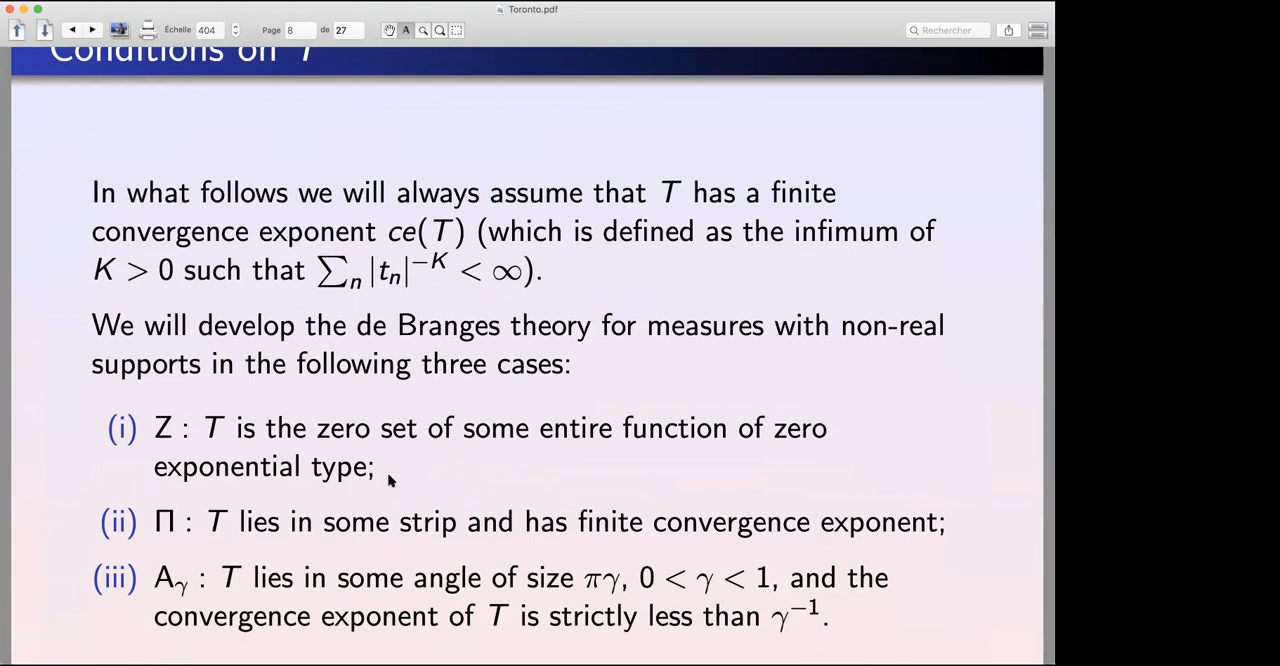 Toronto.pdf
Échelle 404 Page 8 de 27 A Rechercher
Conditions on T
In what follows we will always assume that T has a finite
convergence exponent ce(T) (which is defined as the infimum of
K > 0 such that ∑ₙ |tₙ|⁻ᴷ < ∞).
We will develop the de Branges theory for measures with non-real
supports in the following three cases:
(i) Z : T is the zero set of some entire function of zero
exponential type;
(ii) Π : T lies in some strip and has finite convergence exponent;
(iii) Aᵧ : T lies in some angle of size πγ, 0 < γ < 1, and the
convergence exponent of T is strictly less than γ⁻¹.